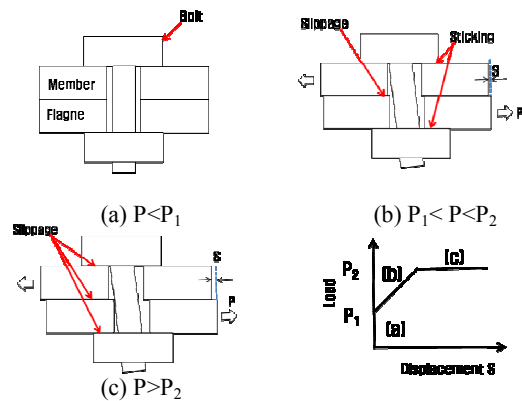 Bolt
Member
Flagne
(a) P<P1
Slippage
Sticking
S
P
(b) P1< P<P2
Slippage
S
P
(c) P>P2
Load
P2
P1
(b)
(c)
(a)
Displacement S